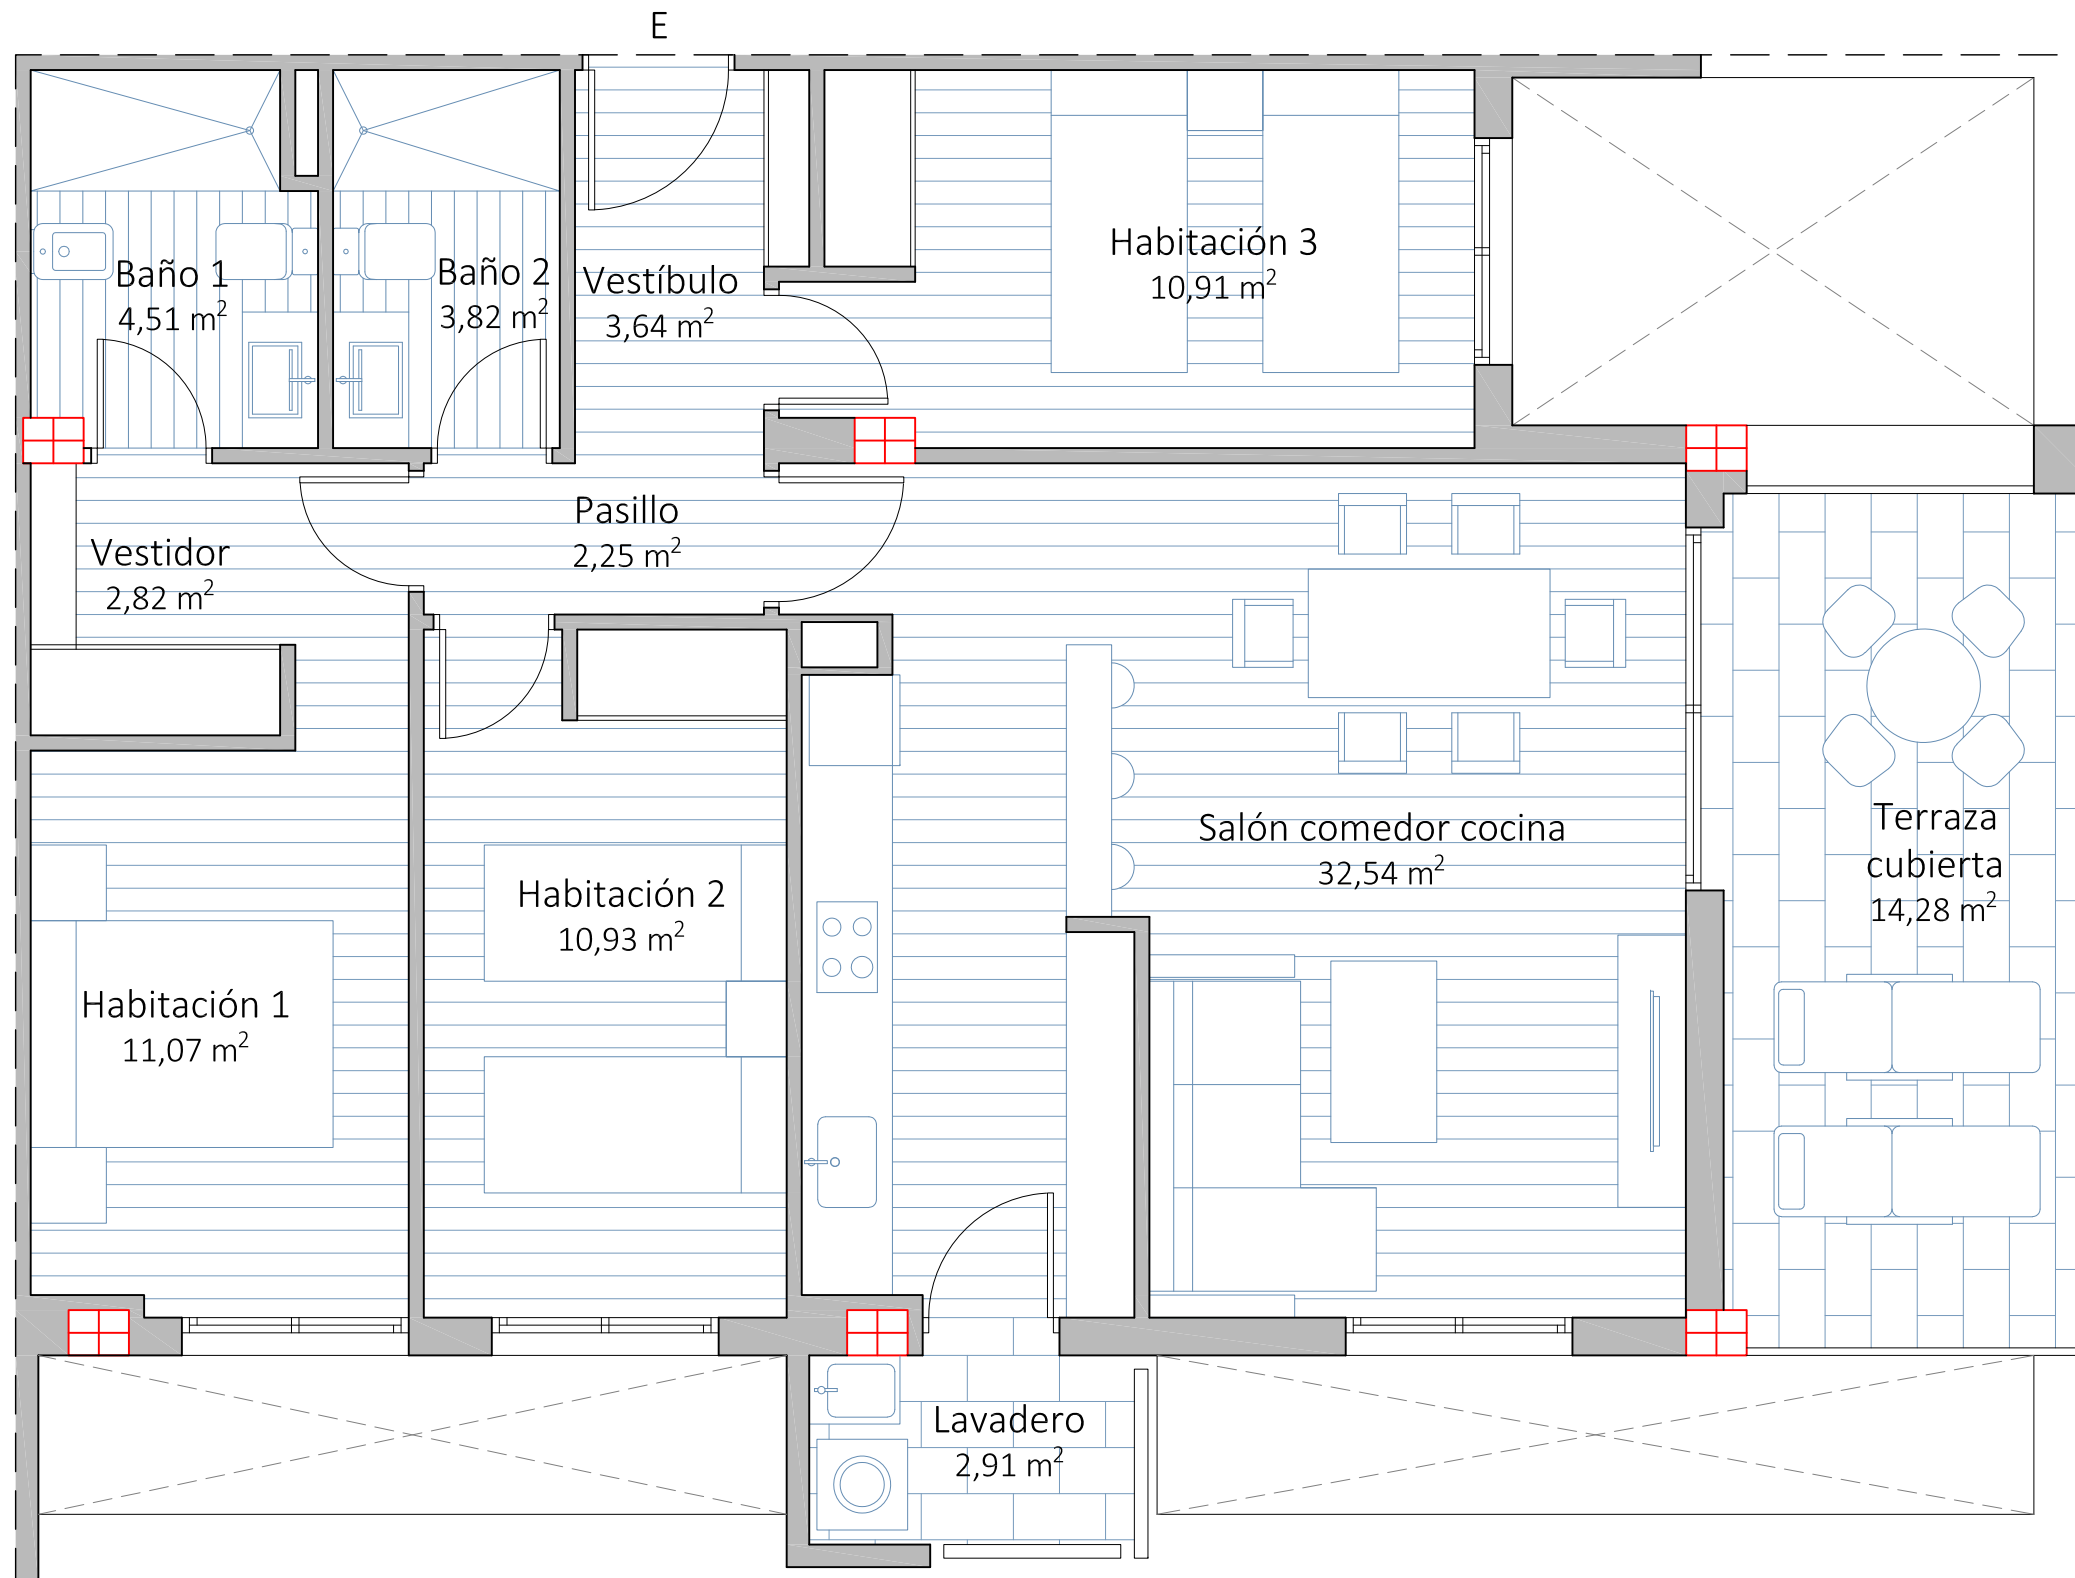 E
Baño 1
4,51 m²
Baño 2
3,82 m²
Vestíbulo
3,64 m²
Habitación 3
10,91 m²
Pasillo
2,25 m²
Vestidor
2,82 m²
Salón comedor cocina
32,54 m²
Terraza
cubierta
14,28 m²
Habitación 2
10,93 m²
Habitación 1
11,07 m²
Lavadero
2,91 m²